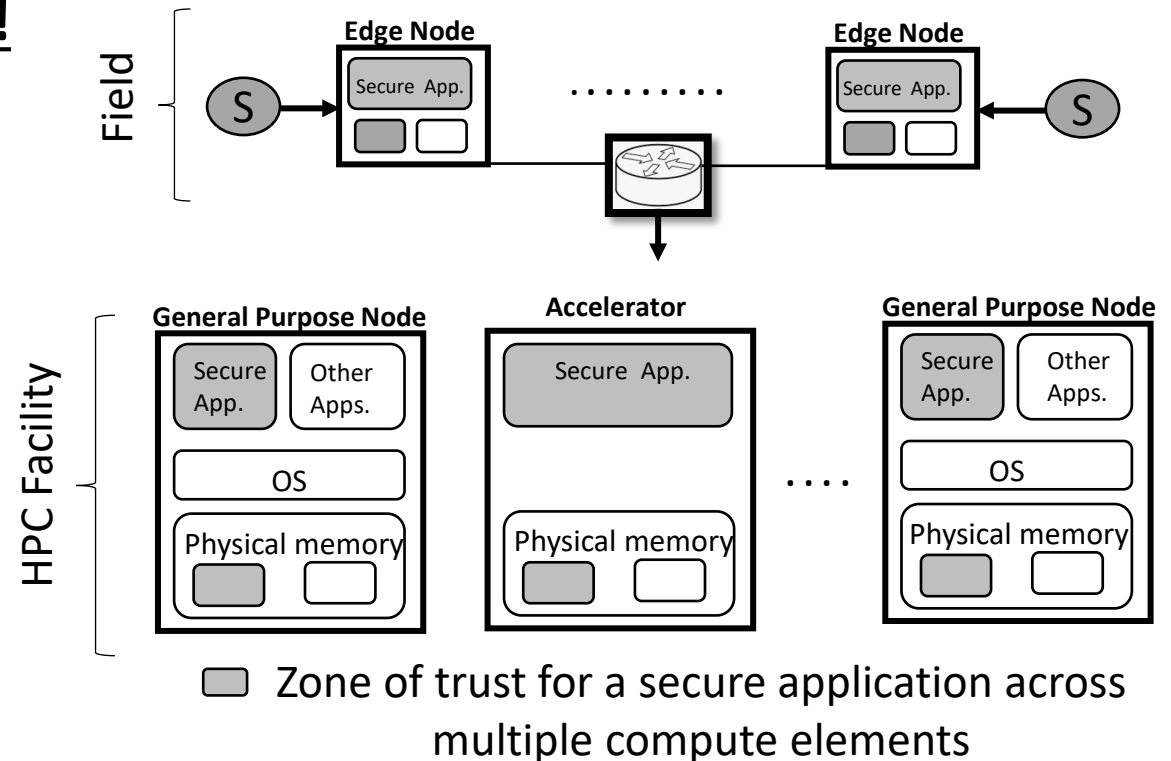 Field
Edge Node
Edge Node
S
Secure App.
.........
Secure App.
S
HPC Facility
General Purpose Node
Accelerator
General Purpose Node
Secure
App.
Other
Apps.
Secure App.
Secure
App.
Other
Apps.
OS
....
OS
Physical memory
Physical memory
Physical memory
Zone of trust for a secure application across
multiple compute elements